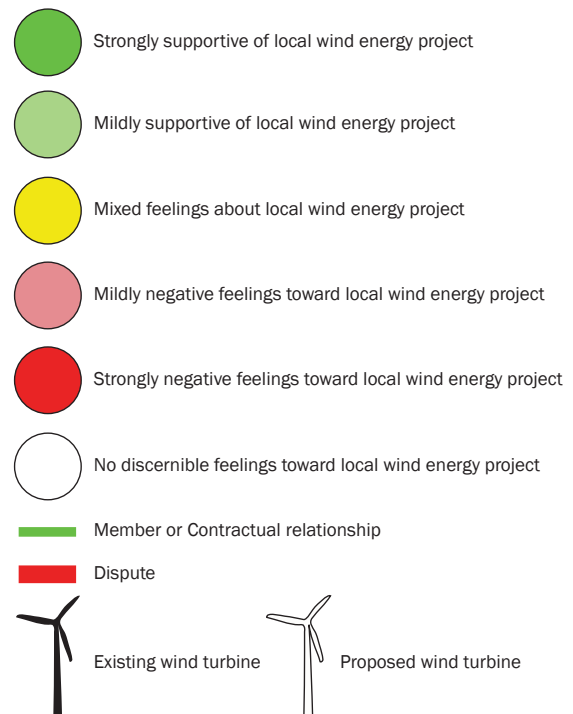 Strongly supportive of local wind energy project
Mildly supportive of local wind energy project
Mixed feelings about local wind energy project
Mildly negative feelings toward local wind energy project
Strongly negative feelings toward local wind energy project
No discernible feelings toward local wind energy project
Member or Contractual relationship
Dispute
Existing wind turbine
Proposed wind turbine